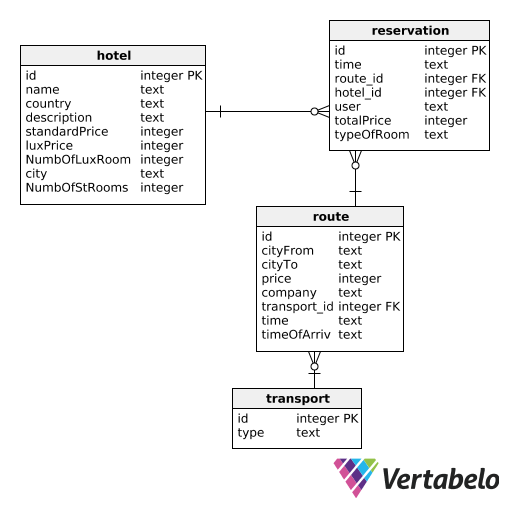 hotel
id integer PK
name text
country text
description text
standardPrice integer
luxPrice integer
NumbOfLuxRoom integer
city text
NumbOfStRooms integer
reservation
id integer PK
time text
route_id integer FK
hotel_id integer FK
user text
totalPrice integer
typeOfRoom text
route
id integer PK
cityFrom text
cityTo text
price integer
company text
transport_id integer FK
time text
timeOfArriv text
transport
id integer PK
type text
Vertabelo